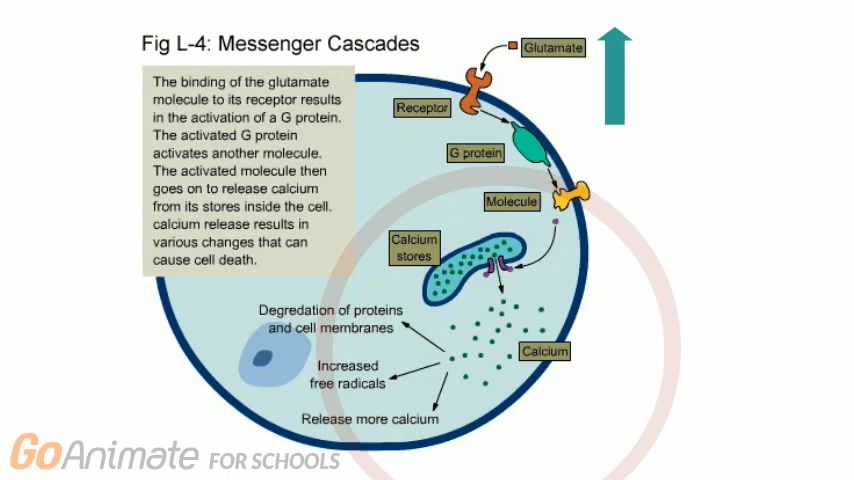 Fig L-4: Messenger Cascades
Glutamate
The binding of the glutamate
molecule to its receptor results
in the activation of a G protein.
The activated G protein
activates another molecule.
The activated molecule then
goes on to release calcium
from its stores inside the cell.
calcium release results in
various changes that can
cause cell death.
Receptor
G protein
Molecule
Calcium
stores
Degredation of proteins
and cell membranes
Calcium
Increased
free radicals
Release more calcium
GoAnimate FOR SCHOOLS